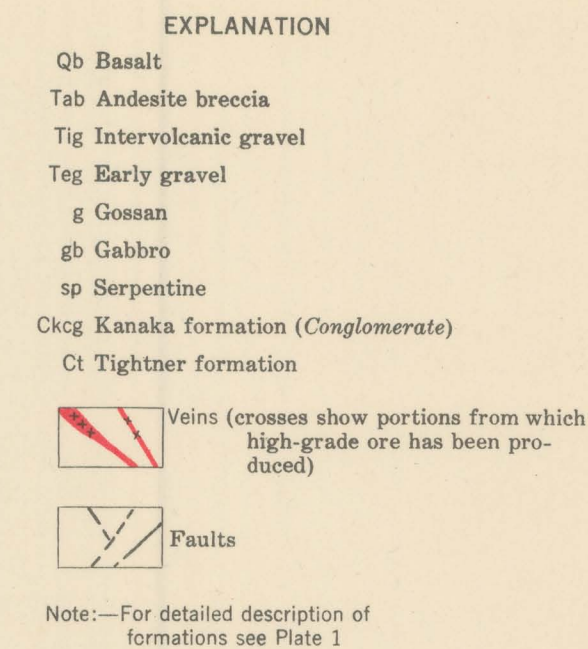 EXPLANATION
Qb Basalt
Tab Andesite breccia
Tig Intervolcanic gravel
Teg Early gravel
g Gossan
gb Gabbro
sp Serpentine
Ckcg Kanaka formation (Conglomerate)
Ct Tightner formation
Veins (crosses show portions from which
high-grade ore has been pro-
duced)
Faults
Note:—For detailed description of
formations see Plate 1